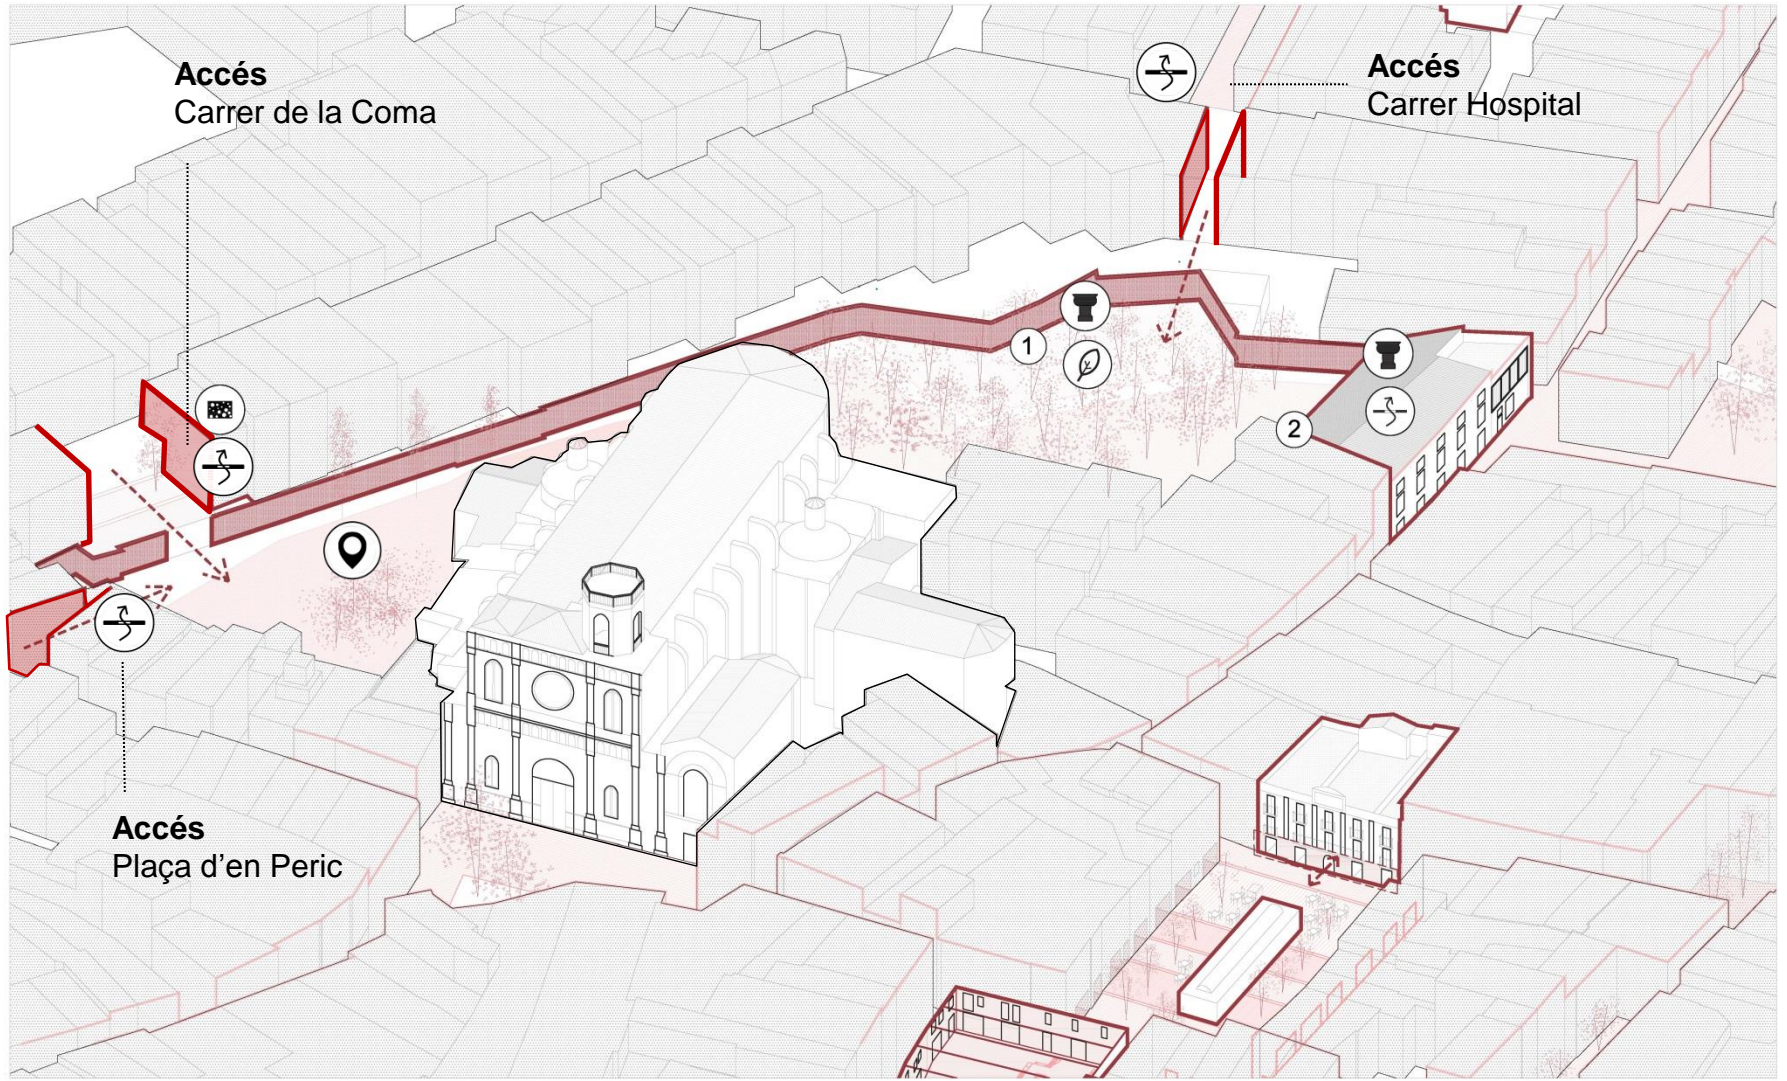 Accés
Carrer de la Coma
Accés
Carrer Hospital
1
2
Accés
Plaça d'en Peric